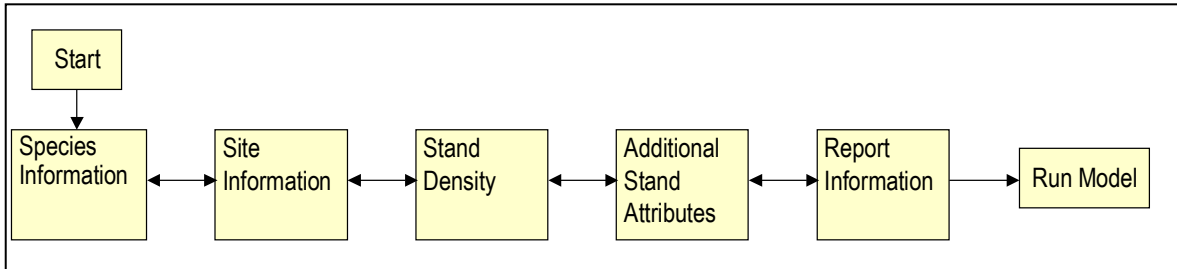 Start
Species
Information
Site
Information
Stand
Density
Additional
Stand
Attributes
Report
Information
Run Model